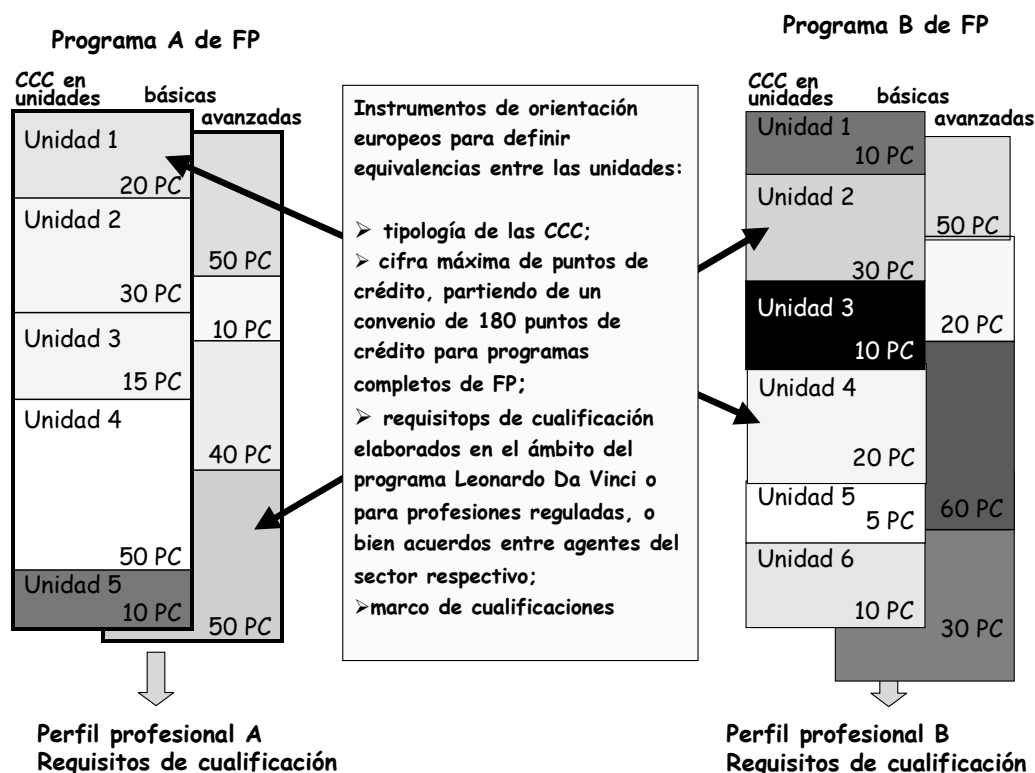 Programa A de FP
CCC en
unidades
básicas
avanzadas
Unidad 1
20 PC
Unidad 2
30 PC
Unidad 3
15 PC
Unidad 4
50 PC
Unidad 5
10 PC
50 PC
10 PC
40 PC
50 PC
Perfil profesional A
Requisitos de cualificación
Instrumentos de orientación
europeos para definir
equivalencias entre las unidades:
➢ tipología de las CCC;
➢ cifra máxima de puntos de
crédito, partiendo de un
convenio de 180 puntos de
crédito para programas
completos de FP;
➢ requisitops de cualificación
elaborados en el ámbito del
programa Leonardo Da Vinci o
para profesiones reguladas, o
bien acuerdos entre agentes del
sector respectivo;
➢marco de cualificaciones
Programa B de FP
CCC en
unidades
básicas
avanzadas
Unidad 1
10 PC
Unidad 2
30 PC
Unidad 3
10 PC
Unidad 4
20 PC
Unidad 5
5 PC
Unidad 6
10 PC
50 PC
20 PC
60 PC
30 PC
Perfil profesional B
Requisitos de cualificación